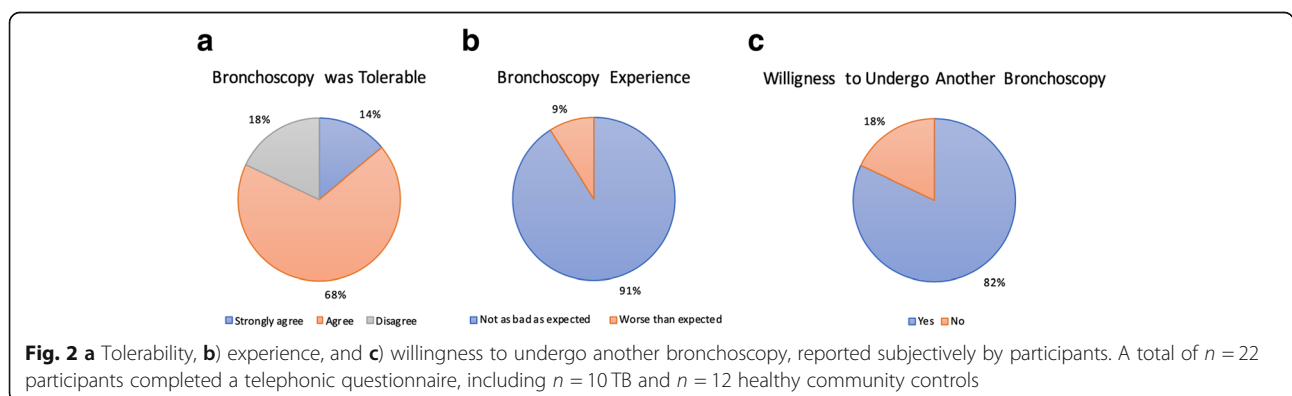 a
b
c
Bronchoscopy was Tolerable
Bronchoscopy Experience
Willigness to Undergo Another Bronchoscopy
18%
14%
68%
9%
91%
18%
82%
Strongly agree Agree Disagree
Not as bad as expected Worse than expected
Yes No
Fig. 2 a Tolerability, b) experience, and c) willingness to undergo another bronchoscopy, reported subjectively by participants. A total of n = 22
participants completed a telephonic questionnaire, including n = 10 TB and n = 12 healthy community controls